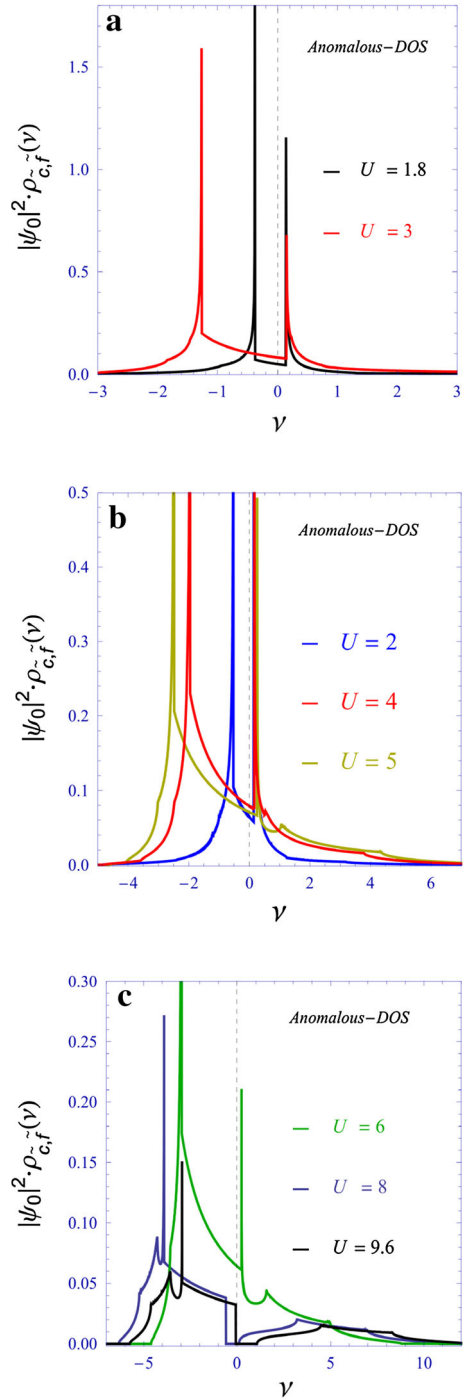 a
Anomalous−DOS
|ψ₀|²·ρ_c̃,f̃(ν)
U = 1.8
U = 3
1.5
1.0
0.5
0.0
−3 −2 −1 0 1 2 3
ν
b
Anomalous−DOS
|ψ₀|²·ρ_c̃,f̃(ν)
U = 2
U = 4
U = 5
0.5
0.4
0.3
0.2
0.1
0.0
−4 −2 0 2 4 6
ν
c
Anomalous−DOS
|ψ₀|²·ρ_c̃,f̃(ν)
U = 6
U = 8
U = 9.6
0.30
0.25
0.20
0.15
0.10
0.05
0.00
−5 0 5 10
ν